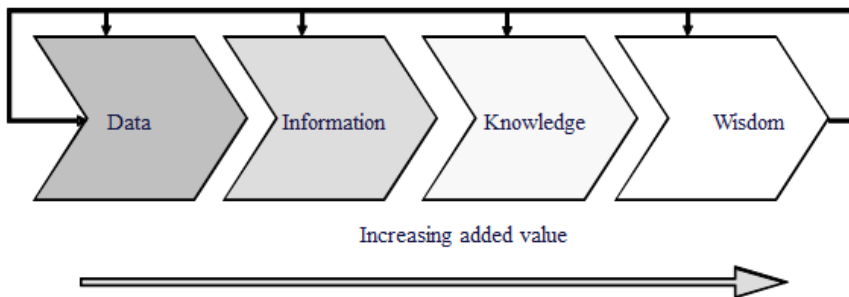 Data
Information
Knowledge
Wisdom
Increasing added value